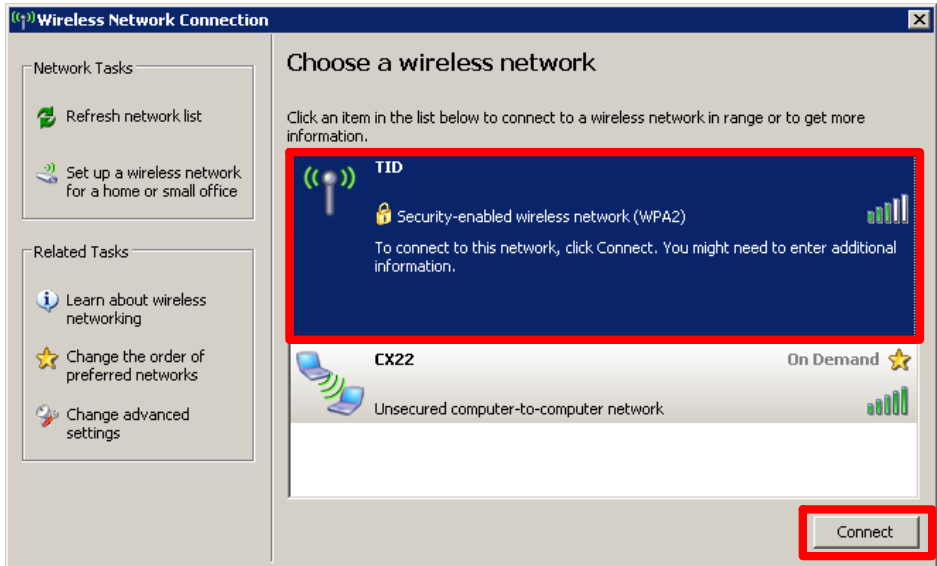 Wireless Network Connection
Network Tasks
Refresh network list
Set up a wireless network
for a home or small office
Related Tasks
Learn about wireless
networking
Change the order of
preferred networks
Change advanced
settings
Choose a wireless network
Click an item in the list below to connect to a wireless network in range or to get more
information.
TID
Security-enabled wireless network (WPA2)
To connect to this network, click Connect. You might need to enter additional
information.
CX22
On Demand
Unsecured computer-to-computer network
Connect